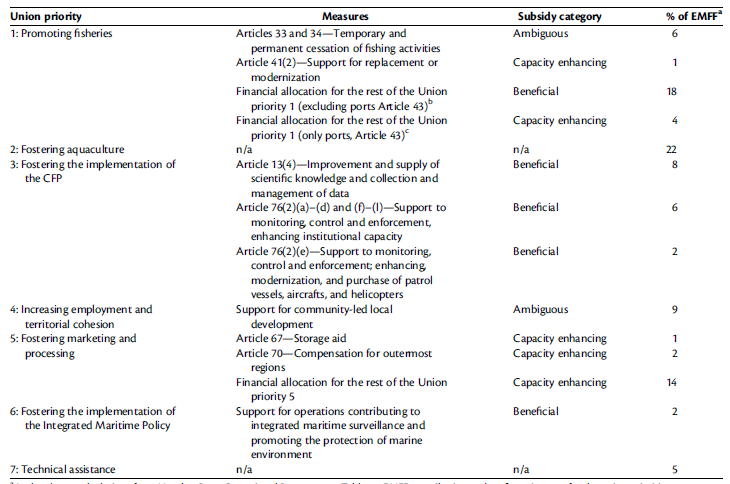 Union priority Measures Subsidy category % of EMFFa
1: Promoting fisheries Articles 33 and 34—Temporary and Ambiguous 6
permanent cessation of fishing activities
Article 41(2)—Support for replacement or Capacity enhancing 1
modernization
Financial allocation for the rest of the Union Beneficial 18
priority 1 (excluding ports Article 43)b
Financial allocation for the rest of the Union Capacity enhancing 4
priority 1 (only ports, Article 43)c
2: Fostering aquaculture n/a n/a 22
3: Fostering the implementation of Article 13(4)—Improvement and supply of Beneficial 8
the CFP scientific knowledge and collection and
management of data
Article 76(2)(a)–(d) and (f)–(l)—Support to Beneficial 6
monitoring, control and enforcement,
enhancing institutional capacity
Article 76(2)(e)—Support to monitoring, Beneficial 2
control and enforcement; enhancing,
modernization, and purchase of patrol
vessels, aircrafts, and helicopters
4: Increasing employment and Support for community-led local Ambiguous 9
territorial cohesion development
5: Fostering marketing and Article 67—Storage aid Capacity enhancing 1
processing Article 70—Compensation for outermost Capacity enhancing 2
regions
Financial allocation for the rest of the Union Capacity enhancing 14
priority 5
6: Fostering the implementation of Support for operations contributing to Beneficial 2
the Integrated Maritime Policy integrated maritime surveillance and
promoting the protection of marine
environment
7: Technical assistance n/a n/a 5